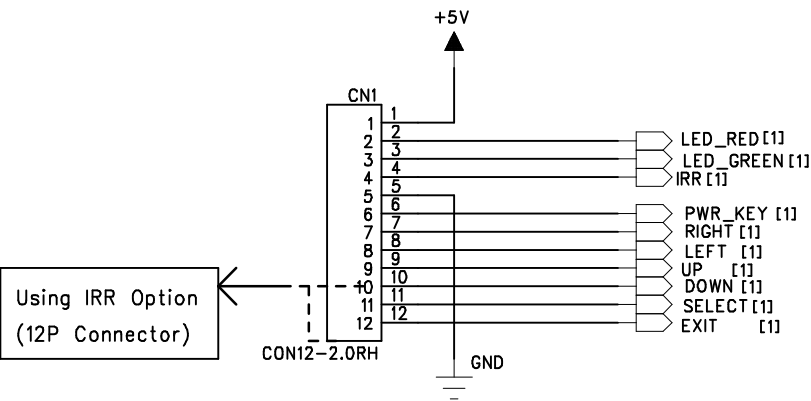 +5V
CN1
1 1
2 2 LED_RED[1]
3 3 LED_GREEN[1]
4 4 IRR[1]
5 5
6 6 PWR_KEY [1]
7 7 RIGHT [1]
8 8 LEFT [1]
9 9 UP [1]
10 10 DOWN [1]
11 11 SELECT[1]
12 12 EXIT [1]
Using IRR Option
(12P Connector)
CON12-2.0RH
GND